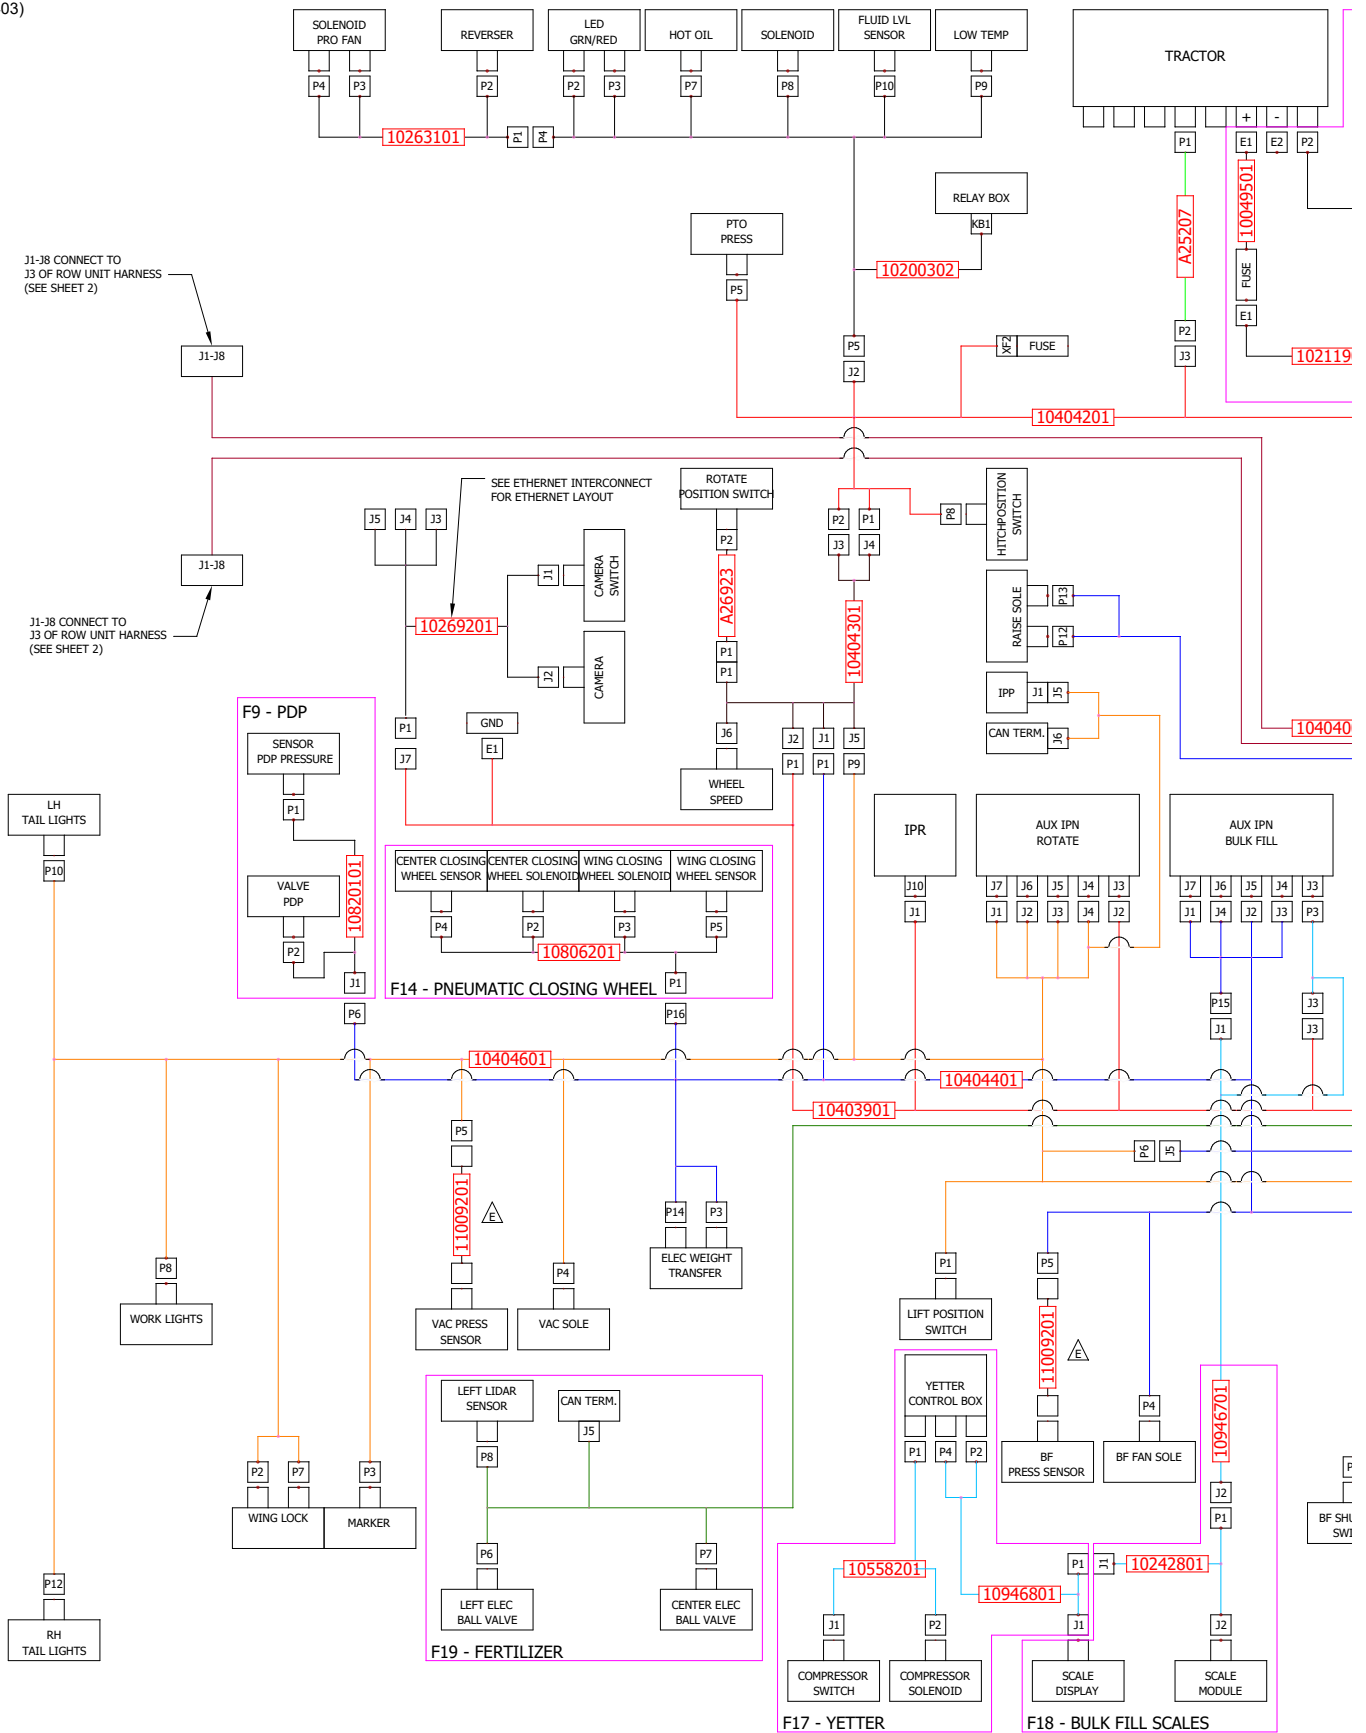 03)
SOLENOID
PRO FAN
REVERSER
LED
GRN/RED
HOT OIL
SOLENOID
FLUID LVL
SENSOR
LOW TEMP
TRACTOR
P4
P3
P2
P2
P3
P7
P8
P10
P9
+
-
P1
E1
E2
P2
10263101
P1
P4
A25207
10049501
RELAY BOX
KB1
PTO
PRESS
P5
10200302
FUSE
E1
J1-J8 CONNECT TO
J3 OF ROW UNIT HARNESS
(SEE SHEET 2)
J1-J8
P5
J2
XF2
FUSE
P2
J3
102119
10404201
SEE ETHERNET INTERCONNECT
FOR ETHERNET LAYOUT
ROTATE
POSITION SWITCH
P2
J5
J4
J3
P2
P1
J3
J4
P8
HITCHPOSITION
SWITCH
J1-J8
J1
CAMERA
SWITCH
A26923
10404301
RAISE SOLE
P13
P12
J1-J8 CONNECT TO
J3 OF ROW UNIT HARNESS
(SEE SHEET 2)
10269201
J2
CAMERA
P1
P1
IPP
J1
J5
CAN TERM.
J6
F9 - PDP
SENSOR
PDP PRESSURE
P1
GND
E1
P1
J7
J6
J2
J1
J5
P1
P1
P9
WHEEL
SPEED
104040
LH
TAIL LIGHTS
P10
10820101
VALVE
PDP
P2
J1
IPR
AUX IPN
ROTATE
AUX IPN
BULK FILL
CENTER CLOSING
WHEEL SENSOR
CENTER CLOSING
WHEEL SOLENOID
WING CLOSING
WHEEL SOLENOID
WING CLOSING
WHEEL SENSOR
P4
P2
P3
P5
10806201
P1
F14 - PNEUMATIC CLOSING WHEEL
J10
J1
J7
J6
J5
J4
J3
J1
J2
J3
J4
J2
J7
J6
J5
J4
J3
J1
J4
J2
J3
P3
P6
P16
P15
J1
J3
J3
10404601
10404401
10403901
P5
11009201
E
P6
J5
P14
P3
ELEC WEIGHT
TRANSFER
P8
WORK LIGHTS
VAC PRESS
SENSOR
P4
VAC SOLE
P1
LIFT POSITION
SWITCH
P5
11009201
E
LEFT LIDAR
SENSOR
P8
CAN TERM.
J5
YETTER
CONTROL BOX
P1
P4
P2
BF
PRESS SENSOR
P4
BF FAN SOLE
10946701
P2
P7
WING LOCK
P3
MARKER
J2
P1
P
BF SHU
SWI
P6
LEFT ELEC
BALL VALVE
P7
CENTER ELEC
BALL VALVE
F19 - FERTILIZER
10558201
10946801
P1
J1
10242801
P12
RH
TAIL LIGHTS
J1
COMPRESSOR
SWITCH
P2
COMPRESSOR
SOLENOID
J1
SCALE
DISPLAY
J2
SCALE
MODULE
F17 - YETTER
F18 - BULK FILL SCALES